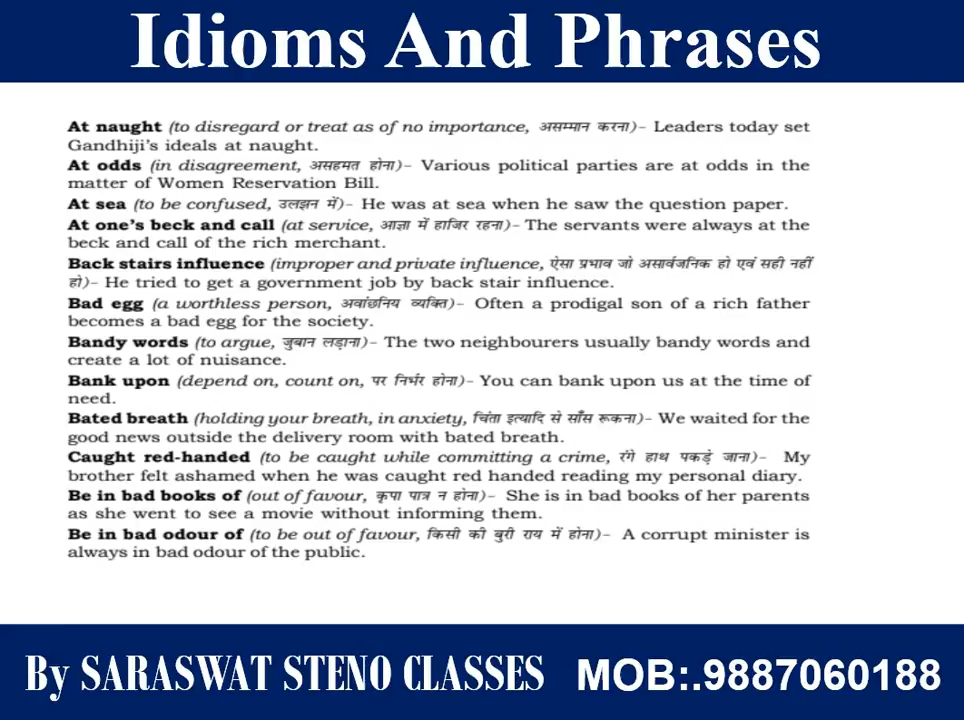 Idioms And Phrases
At naught (to disregard or treat as of no importance, असम्मान करना)- Leaders today set
Gandhiji's ideals at naught.
At odds (in disagreement, असहमत होना)- Various political parties are at odds in the
matter of Women Reservation Bill.
At sea (to be confused, उलझन में)- He was at sea when he saw the question paper.
At one's beck and call (at service, आज्ञा में हाजिर रहना)- The servants were always at the
beck and call of the rich merchant.
Back stairs influence (improper and private influence, ऐसा प्रभाव जो असार्वजनिक हो एवं सही नहीं
हो)- He tried to get a government job by back stair influence.
Bad egg (a worthless person, अवांछनिय व्यक्ति)- Often a prodigal son of a rich father
becomes a bad egg for the society.
Bandy words (to argue, जुबान लड़ाना)- The two neighbourers usually bandy words and
create a lot of nuisance.
Bank upon (depend on, count on, पर निर्भर होना)- You can bank upon us at the time of
need.
Bated breath (holding your breath, in anxiety, चिंता इत्यादि से साँस रूकना)- We waited for the
good news outside the delivery room with bated breath.
Caught red-handed (to be caught while committing a crime, रंगे हाथ पकड़े जाना)- My
brother felt ashamed when he was caught red handed reading my personal diary.
Be in bad books of (out of favour, कृपा पात्र न होना)- She is in bad books of her parents
as she went to see a movie without informing them.
Be in bad odour of (to be out of favour, किसी की बुरी राय में होना)- A corrupt minister is
always in bad odour of the public.
By SARASWAT STENO CLASSES MOB:.9887060188